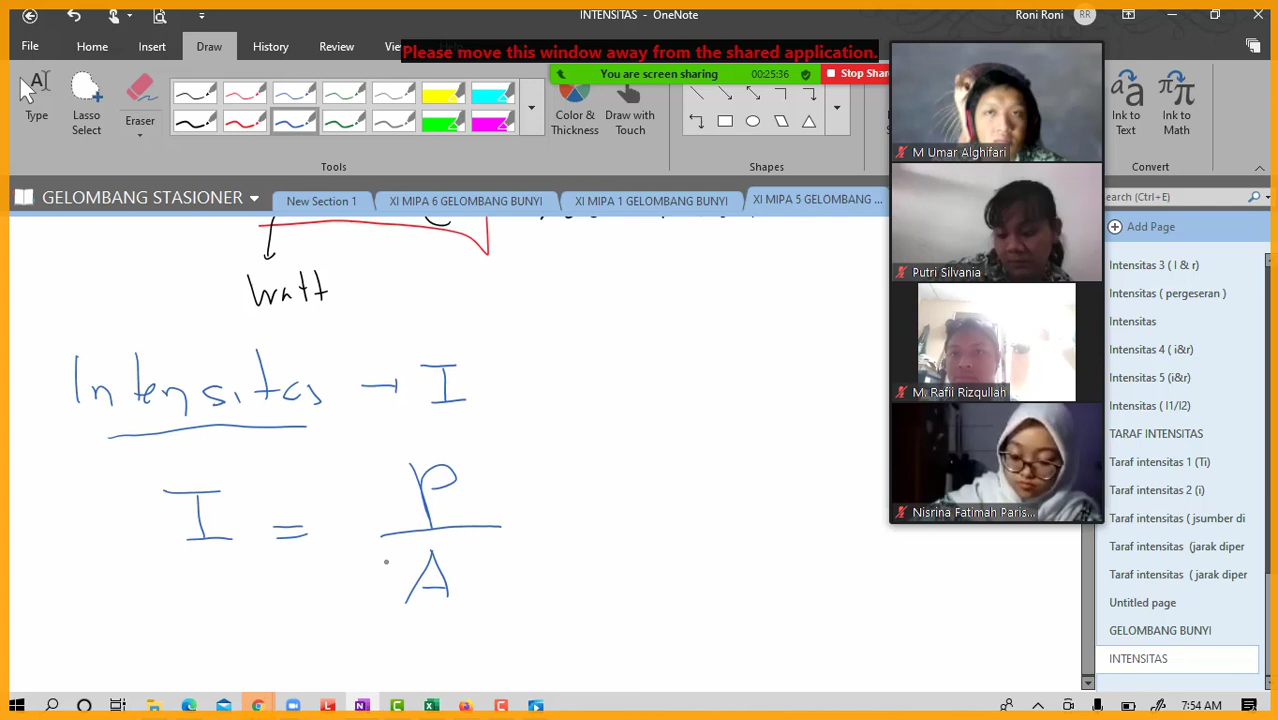 INTENSITAS - OneNote
Roni Roni RR
File Home Insert Draw History Review
Please move this window away from the shared application.
You are screen sharing 00:25:36 Stop Share
Type
Lasso Select
Eraser
Color & Thickness
Draw with Touch
Ink to Text
Ink to Math
Tools
Shapes
Convert
GELOMBANG STASIONER
New Section 1
XI MIPA 6 GELOMBANG BUNYI
XI MIPA 1 GELOMBANG BUNYI
XI MIPA 5 GELOMBANG ...
earch (Ctrl+E)
Add Page
Watt
Intensitas → I
I = P
A
M Umar Alghifari
Putri Silvania
M. Rafii Rizqullah
Nisrina Fatimah Paris...
Intensitas 3 ( I & r)
Intensitas ( pergeseran )
Intensitas
Intensitas 4 ( i&r)
Intensitas 5 (i&r)
Intensitas ( I1/I2)
TARAF INTENSITAS
Taraf intensitas 1 (Ti)
Taraf intensitas 2 (i)
Taraf intensitas ( jsumber di
Taraf intensitas (jarak diper
Taraf intensitas ( jarak diper
Untitled page
GELOMBANG BUNYI
INTENSITAS
7:54 AM